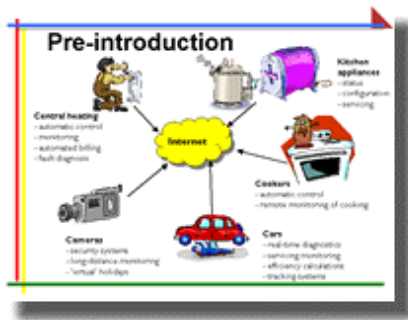 Pre-introduction
Kitchen
appliances
- status
- configuration
- servicing
Central heating
- automatic control
- monitoring
- automated billing
- fault diagnosis
Internet
Cookers
- automatic control
- remote monitoring of cooking
Cameras
- security systems
- long-distance monitoring
- 'virtual' holidays
Cars
- real-time diagnostics
- servicing monitoring
- efficiency calculations
- tracking systems